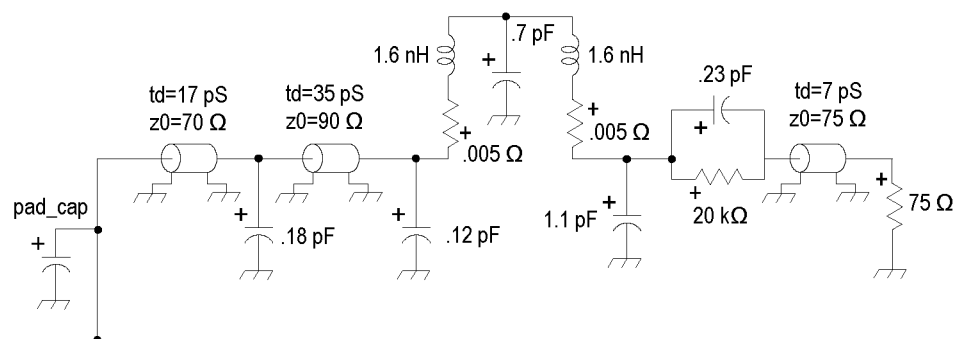 .7 pF
1.6 nH
1.6 nH
+
.23 pF
td=17 pS
z0=70 Ω
td=35 pS
z0=90 Ω
td=7 pS
z0=75 Ω
+
.005 Ω
+
.005 Ω
+
+
20 kΩ
+
75 Ω
pad_cap
+
+
.18 pF
+
.12 pF
+
1.1 pF